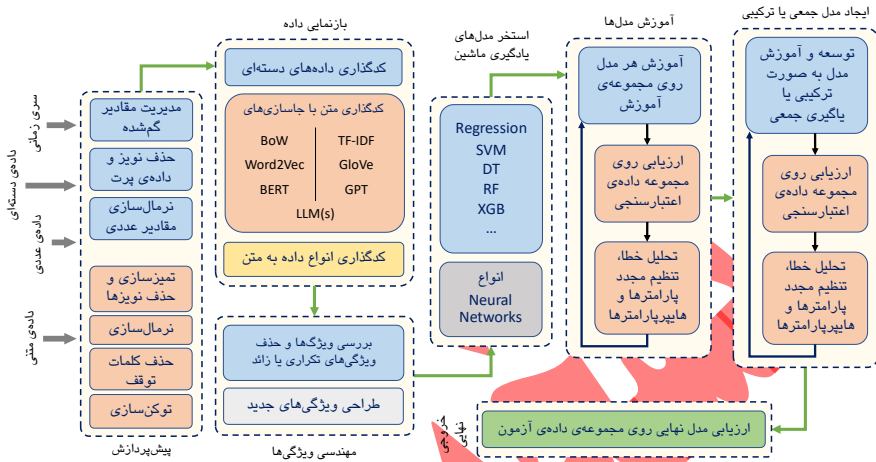 سری زمانی
داده‌ی دسته‌ای
داده‌ی عددی
داده‌ی متنی
مدیریت مقادیر
گم‌شده
حذف نویز و
داده‌ی پرت
نرمال‌سازی
مقادیر عددی
تمیزسازی و
حذف نویزها
نرمال‌سازی
حذف کلمات
توقف
توکن‌سازی
پیش‌پردازش
بازنمایی داده
کدگذاری داده‌های دسته‌ای
کدگذاری متن با جاسازی‌های
BoW
TF-IDF
Word2Vec
GloVe
BERT
GPT
LLM(s)
کدگذاری انواع داده به متن
بررسی ویژگی‌ها و حذف
ویژگی‌های تکراری یا زائد
طراحی ویژگی‌های جدید
مهندسی ویژگی‌ها
استخر مدل‌های
یادگیری ماشین
Regression
SVM
DT
RF
XGB
...
انواع
Neural
Networks
آموزش مدل‌ها
آموزش هر مدل
روی مجموعه‌ی
آموزش
ارزیابی روی
مجموعه داده‌ی
اعتبارسنجی
تحلیل خطا،
تنظیم مجدد
پارامترها و
هایپرپارامترها
ایجاد مدل جمعی یا ترکیبی
توسعه و آموزش
مدل به صورت
ترکیبی یا
یاگیری جمعی
ارزیابی روی
مجموعه داده‌ی
اعتبارسنجی
تحلیل خطا،
تنظیم مجدد
پارامترها و
هایپرپارامترها
خروجی
نهایی
ارزیابی مدل نهایی روی مجموعه‌ی داده‌ی آزمون